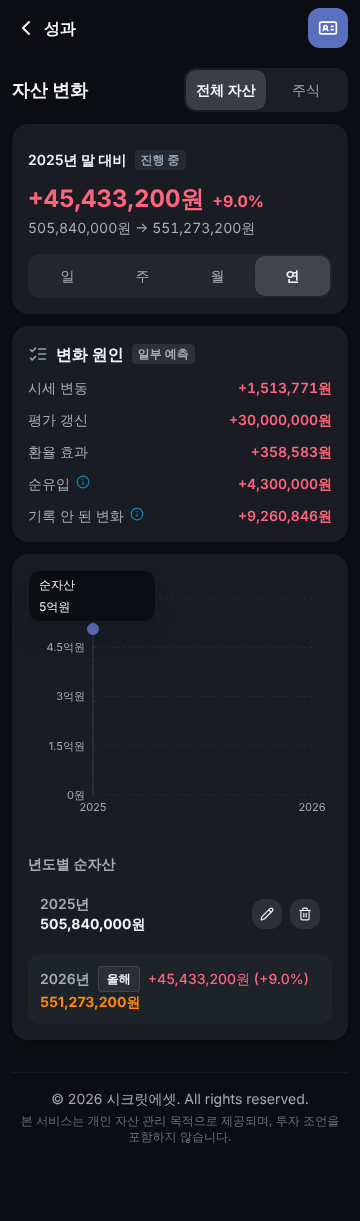 성과
자산 변화
전체 자산 주식
2025년 말 대비 진행 중
+45,433,200원 +9.0%
505,840,000원 → 551,273,200원
일 주 월 연
변화 원인 일부 예측
시세 변동 +1,513,771원
평가 갱신 +30,000,000원
환율 효과 +358,583원
순유입 +4,300,000원
기록 안 된 변화 +9,260,846원
순자산
5억원
4.5억원
3억원
1.5억원
0원
2025 2026
년도별 순자산
2025년
505,840,000원
2026년 올해 +45,433,200원 (+9.0%)
551,273,200원
© 2026 시크릿에셋. All rights reserved.
본 서비스는 개인 자산 관리 목적으로 제공되며, 투자 조언을
포함하지 않습니다.